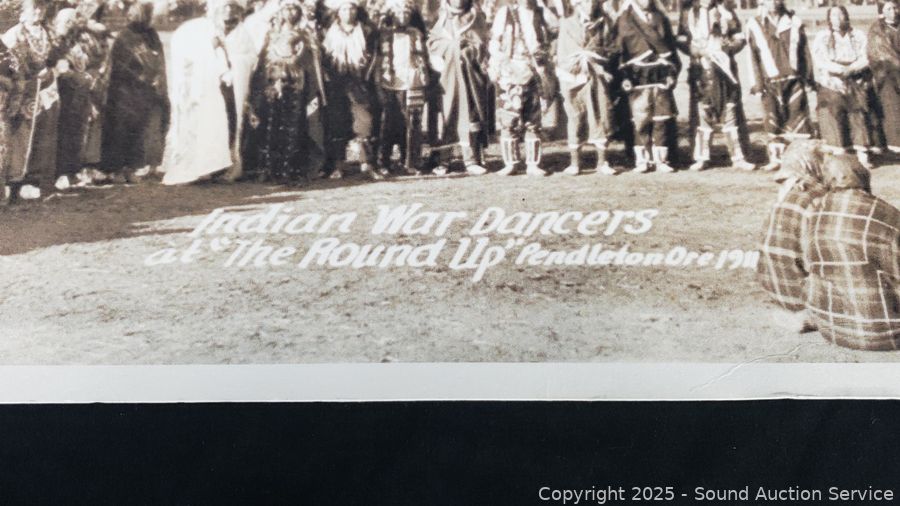 Indian War Dancers
at "The Round Up" Pendleton Ore 1911
Copyright 2025 - Sound Auction Service